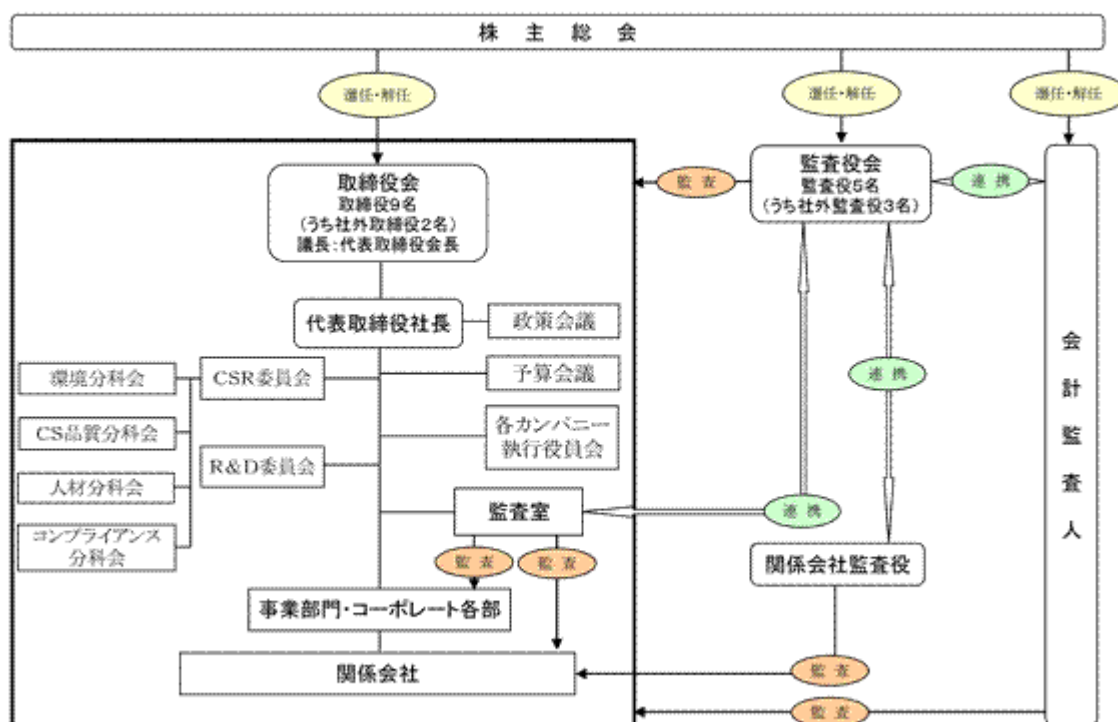 株主総会
選任・解任
選任・解任
選任・解任
取締役会
取締役9名
(うち社外取締役2名)
議長:代表取締役会長
監査
監査役会
監査役5名
(うち社外監査役3名)
連携
会計監査人
代表取締役社長
政策会議
予算会議
各カンパニー
執行役員会
環境分科会
CSR委員会
CS品質分科会
R&D委員会
人材分科会
コンプライアンス
分科会
連携
監査室
連携
監査
監査
関係会社監査役
事業部門・コーポレート各部
関係会社
監査
監査